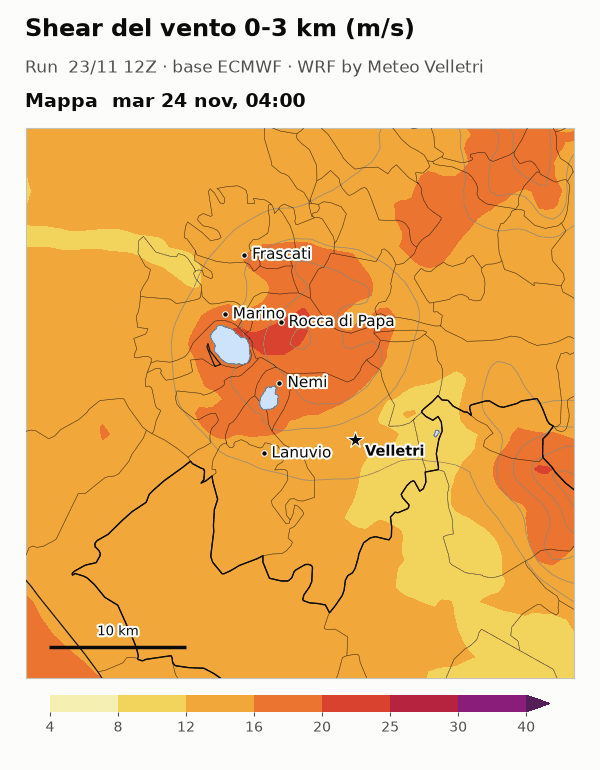 Shear del vento 0-3 km (m/s)
Run  23/11 12Z · base ECMWF · WRF by Meteo Velletri
Mappa  mar 24 nov, 04:00
Frascati
Marino
Rocca di Papa
Nemi
Velletri
Lanuvio
10 km
4 8 12 16 20 25 30 40